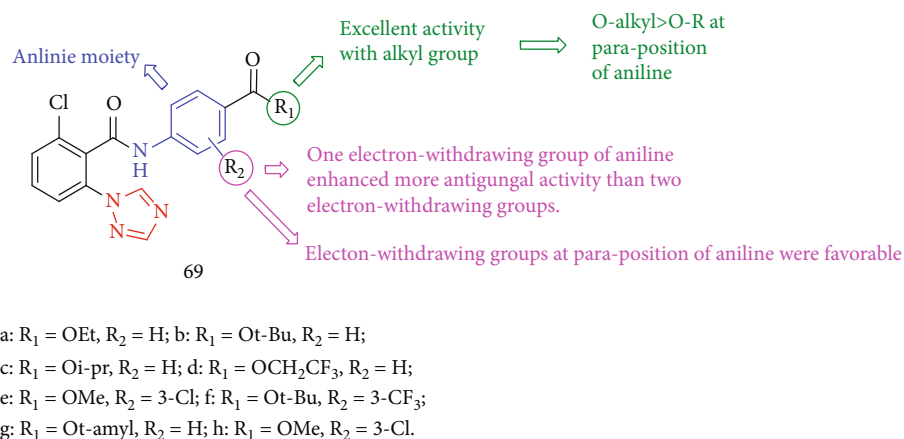 Anlinie moiety
Excellent activity
with alkyl group
O-alkyl>O-R at
para-position
of aniline
Cl
O
N
H
O
R₁
R₂
N
N
N
One electron-withdrawing group of aniline
enhanced more antigungal activity than two
electron-withdrawing groups.
Electon-withdrawing groups at para-position of aniline were favorable
69
a: R₁ = OEt, R₂ = H; b: R₁ = Ot-Bu, R₂ = H;
c: R₁ = Oi-pr, R₂ = H; d: R₁ = OCH₂CF₃, R₂ = H;
e: R₁ = OMe, R₂ = 3-Cl; f: R₁ = Ot-Bu, R₂ = 3-CF₃;
g: R₁ = Ot-amyl, R₂ = H; h: R₁ = OMe, R₂ = 3-Cl.